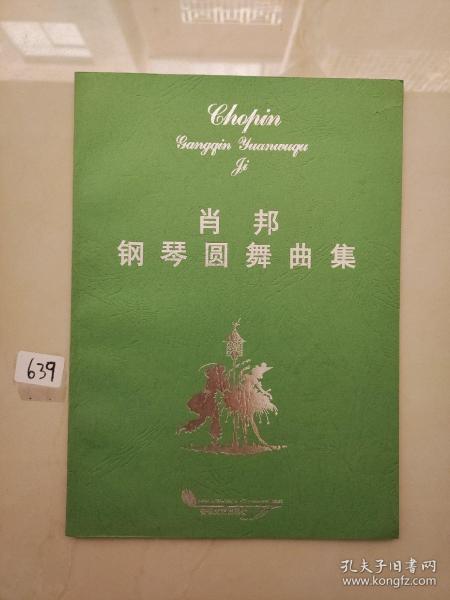 Chopin
Gangqin Yuanwuqu
Ji
肖邦
钢琴圆舞曲集
639
孔夫子旧书网
www.kongfz.com